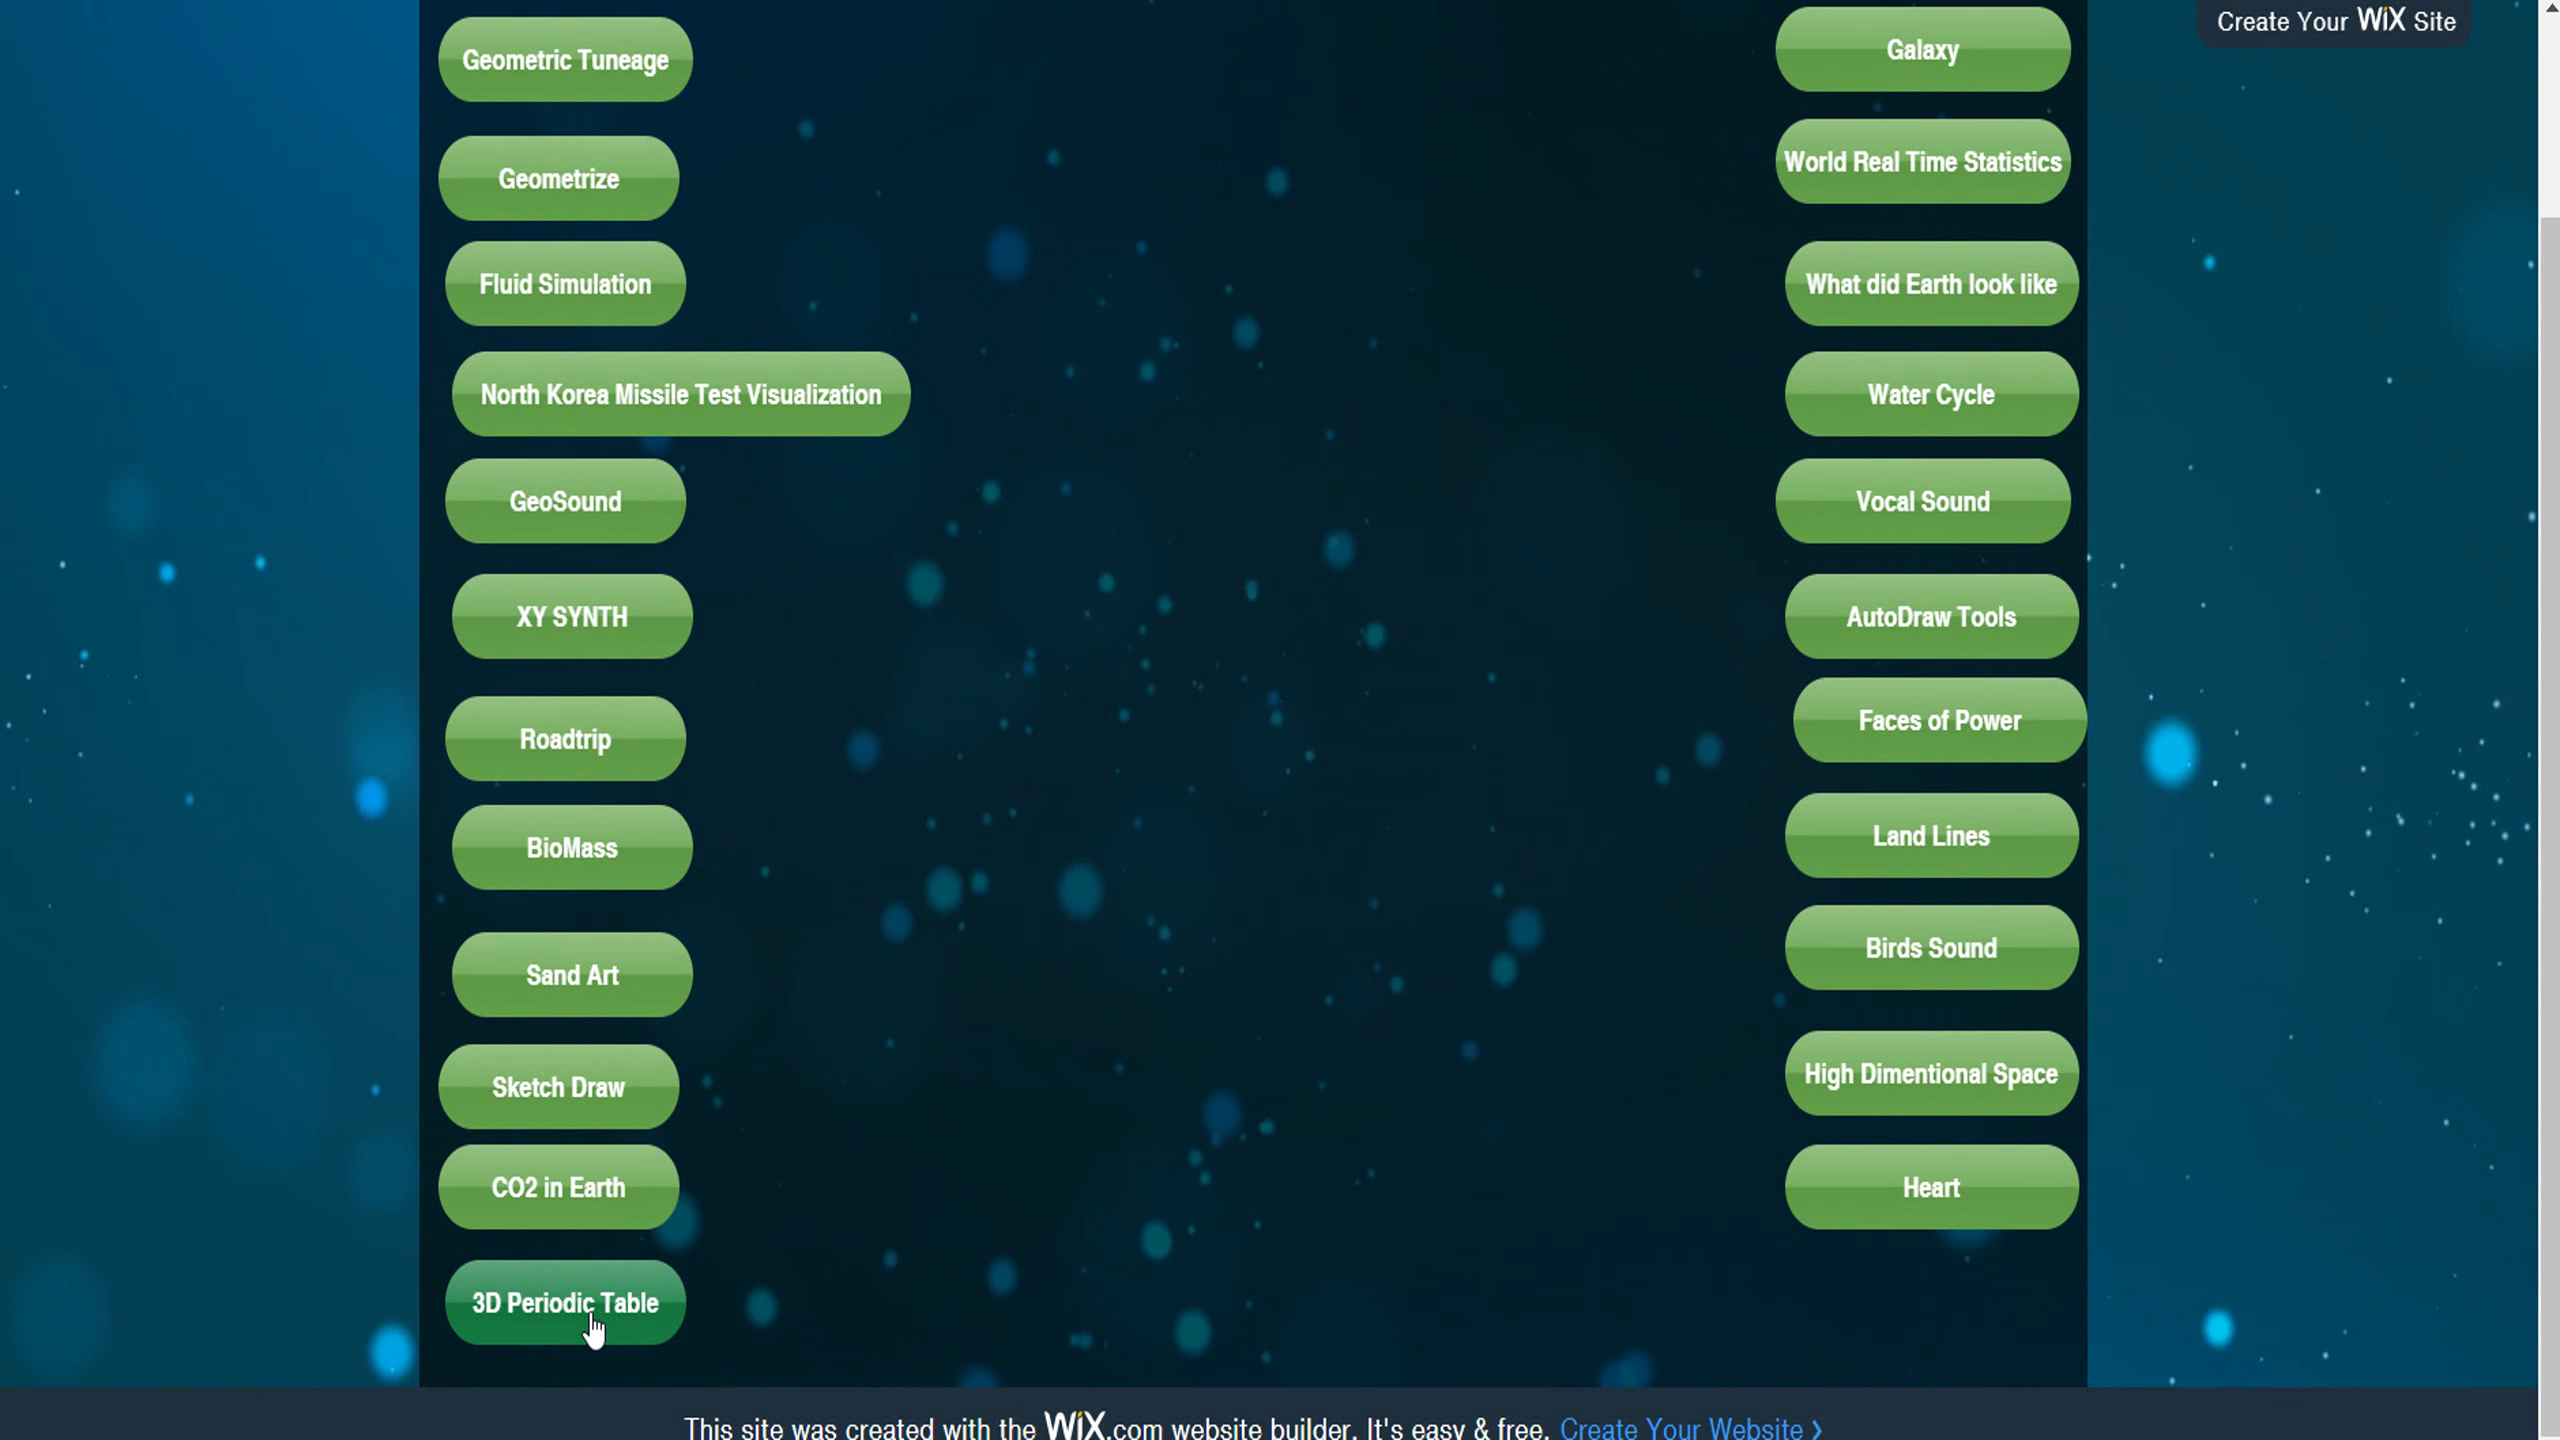 Create Your WiX Site
Geometric Tuneage
Galaxy
Geometrize
World Real Time Statistics
Fluid Simulation
What did Earth look like
North Korea Missile Test Visualization
Water Cycle
GeoSound
Vocal Sound
XY SYNTH
AutoDraw Tools
Roadtrip
Faces of Power
BioMass
Land Lines
Sand Art
Birds Sound
Sketch Draw
High Dimentional Space
CO2 in Earth
Heart
3D Periodic Table
This site was created with the WiX.com website builder. It's easy & free. Create Your Website >